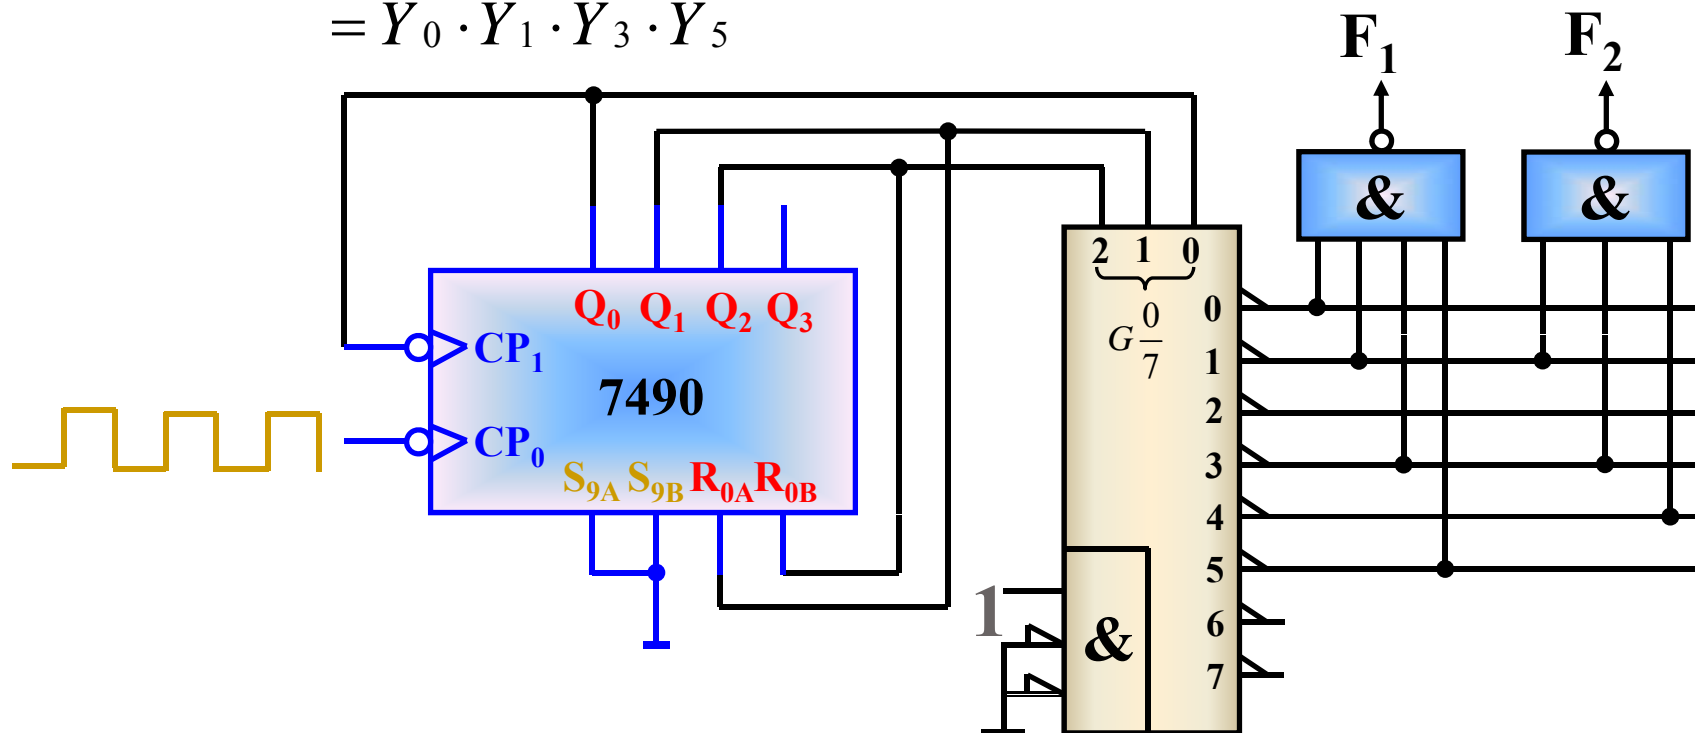 = Y₀ · Y₁ · Y₃ · Y₅
F₁ F₂
& &
2 1 0
G 0/7
Q₀ Q₁ Q₂ Q₃
CP₁
7490
CP₀
S₉A S₉B R₀A R₀B
0
1
2
3
4
5
6
7
1
&